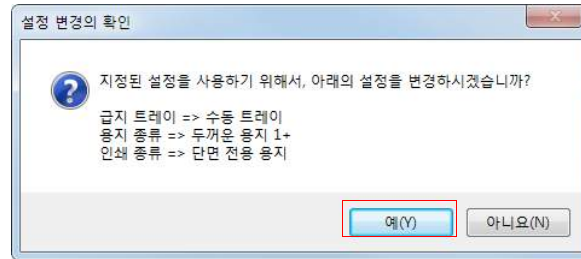 설정 변경의 확인
지정된 설정을 사용하기 위해서, 아래의 설정을 변경하시겠습니까?
급지 트레이 => 수동 트레이
용지 종류 => 두꺼운 용지 1+
인쇄 종류 => 단면 전용 용지
예(Y)
아니요(N)